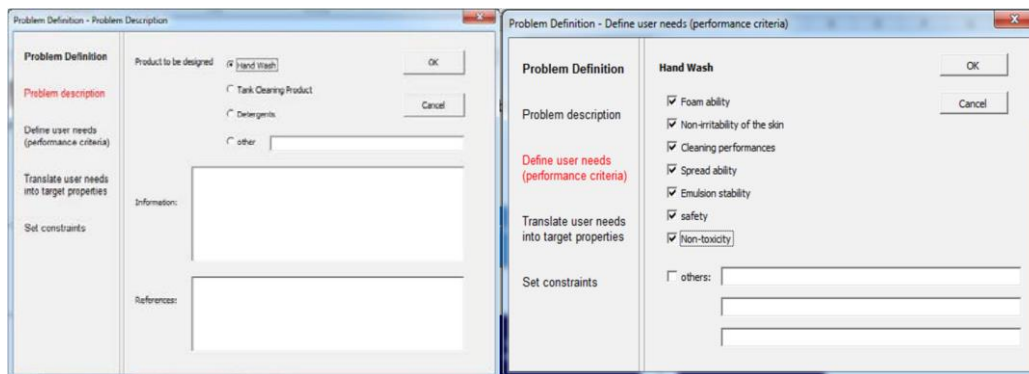 Problem Definition - Problem Description
Problem Definition
Problem description
Define user needs
(performance criteria)
Translate user needs
into target properties
Set constraints
Product to be designed
Hand Wash
Tank Cleaning Product
Detergents
other
OK
Cancel
Information:
References:
Problem Definition - Define user needs (performance criteria)
X
Problem Definition
Problem description
Define user needs
(performance criteria)
Translate user needs
into target properties
Set constraints
Hand Wash
Foam ability
Non-irritability of the skin
Cleaning performances
Spread ability
Emulsion stability
safety
Non-toxicity
others:
OK
Cancel